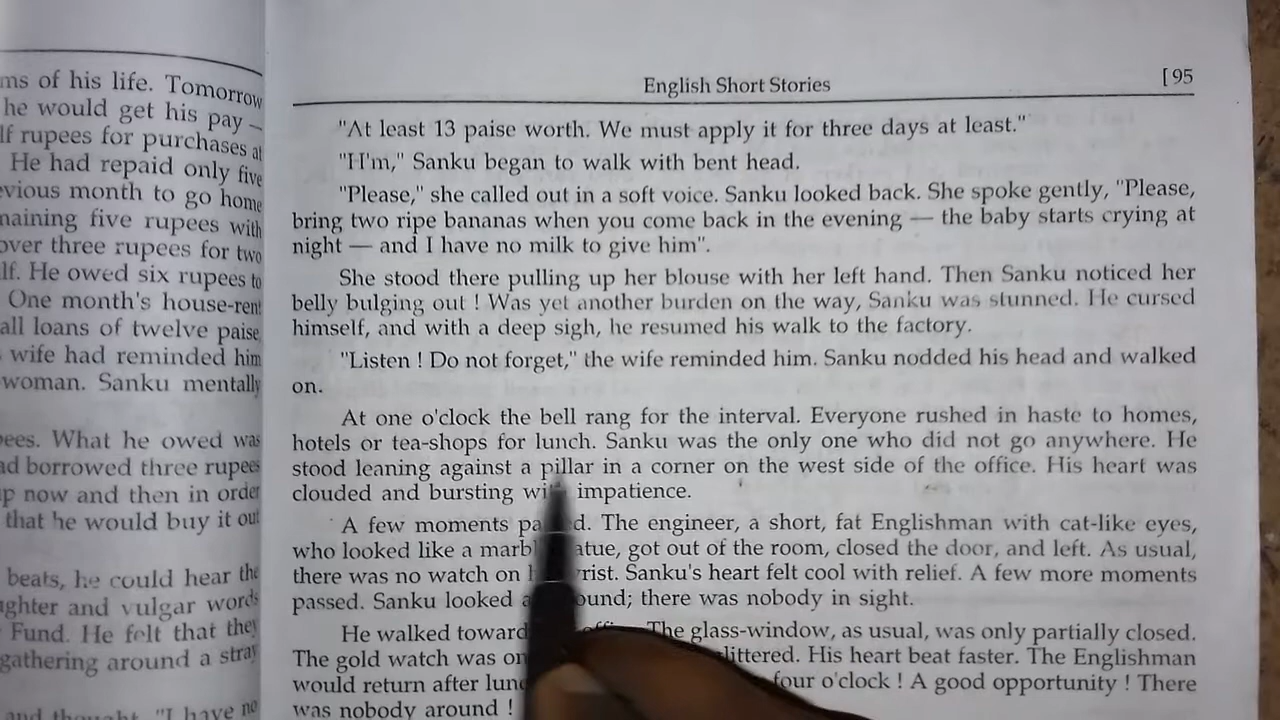 ms of his life. Tomorrow
he would get his pay —
lf rupees for purchases at
He had repaid only five
evious month to go home
naining five rupees with
over three rupees for two
lf. He owed six rupees to
One month's house-rent
all loans of twelve paise
wife had reminded him
woman. Sanku mentally
ees. What he owed was
ad borrowed three rupees
p now and then in order
that he would buy it out
beats, he could hear the
ughter and vulgar words
Fund. He felt that they
gathering around a stray
and thought, "I have no
English Short Stories [ 95
"At least 13 paise worth. We must apply it for three days at least."
"H'm," Sanku began to walk with bent head.
"Please," she called out in a soft voice. Sanku looked back. She spoke gently, "Please,
bring two ripe bananas when you come back in the evening — the baby starts crying at
night — and I have no milk to give him".
She stood there pulling up her blouse with her left hand. Then Sanku noticed her
belly bulging out ! Was yet another burden on the way, Sanku was stunned. He cursed
himself, and with a deep sigh, he resumed his walk to the factory.
"Listen ! Do not forget," the wife reminded him. Sanku nodded his head and walked
on.
At one o'clock the bell rang for the interval. Everyone rushed in haste to homes,
hotels or tea-shops for lunch. Sanku was the only one who did not go anywhere. He
stood leaning against a pillar in a corner on the west side of the office. His heart was
clouded and bursting with impatience.
A few moments pa d. The engineer, a short, fat Englishman with cat-like eyes,
who looked like a marbl atue, got out of the room, closed the door, and left. As usual,
there was no watch on wrist. Sanku's heart felt cool with relief. A few more moments
passed. Sanku looked a ound; there was nobody in sight.
He walked toward The glass-window, as usual, was only partially closed.
The gold watch was on littered. His heart beat faster. The Englishman
would return after lun four o'clock ! A good opportunity ! There
was nobody around !